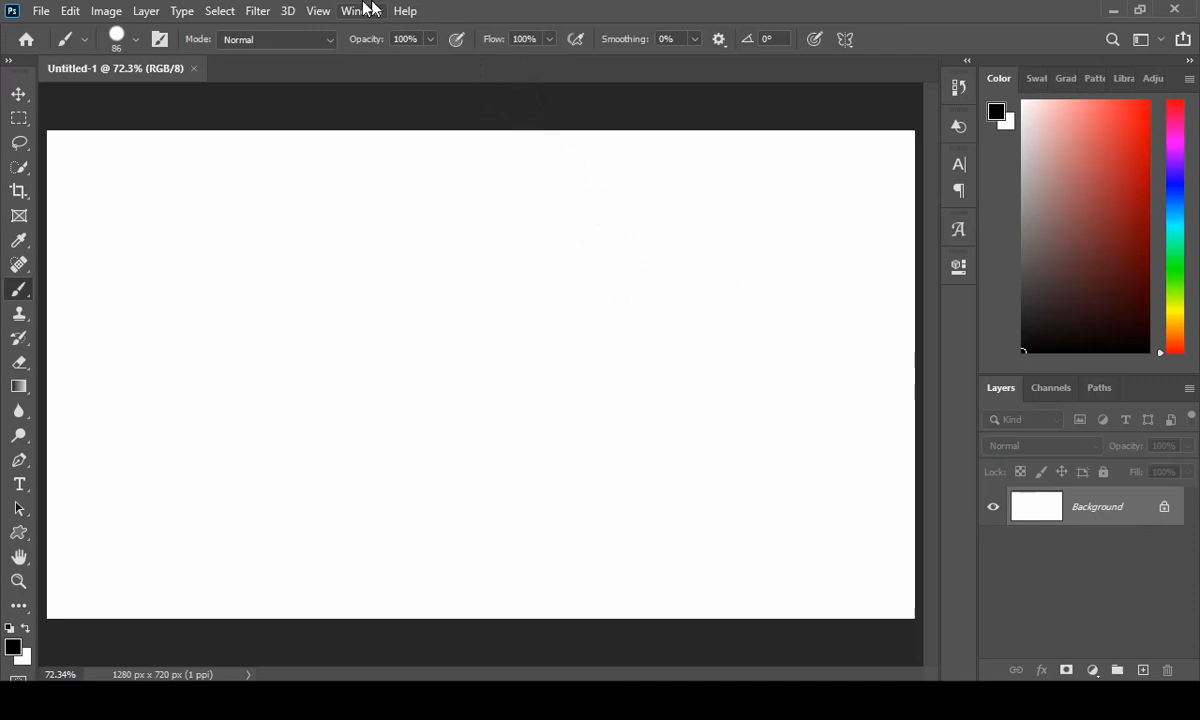 Ps File Edit Image Layer Type Select Filter 3D View Help
86 Mode: Normal Opacity: 100% Flow: 100% Smoothing: 0% 0°
Untitled-1 @ 72.3% (RGB/8) ×
Color Swat Grad Patte Libra Adju
Layers Channels Paths
Kind
Normal Opacity: 100%
Lock: Fill: 100%
Background
72.34% 1280 px x 720 px (1 ppi)